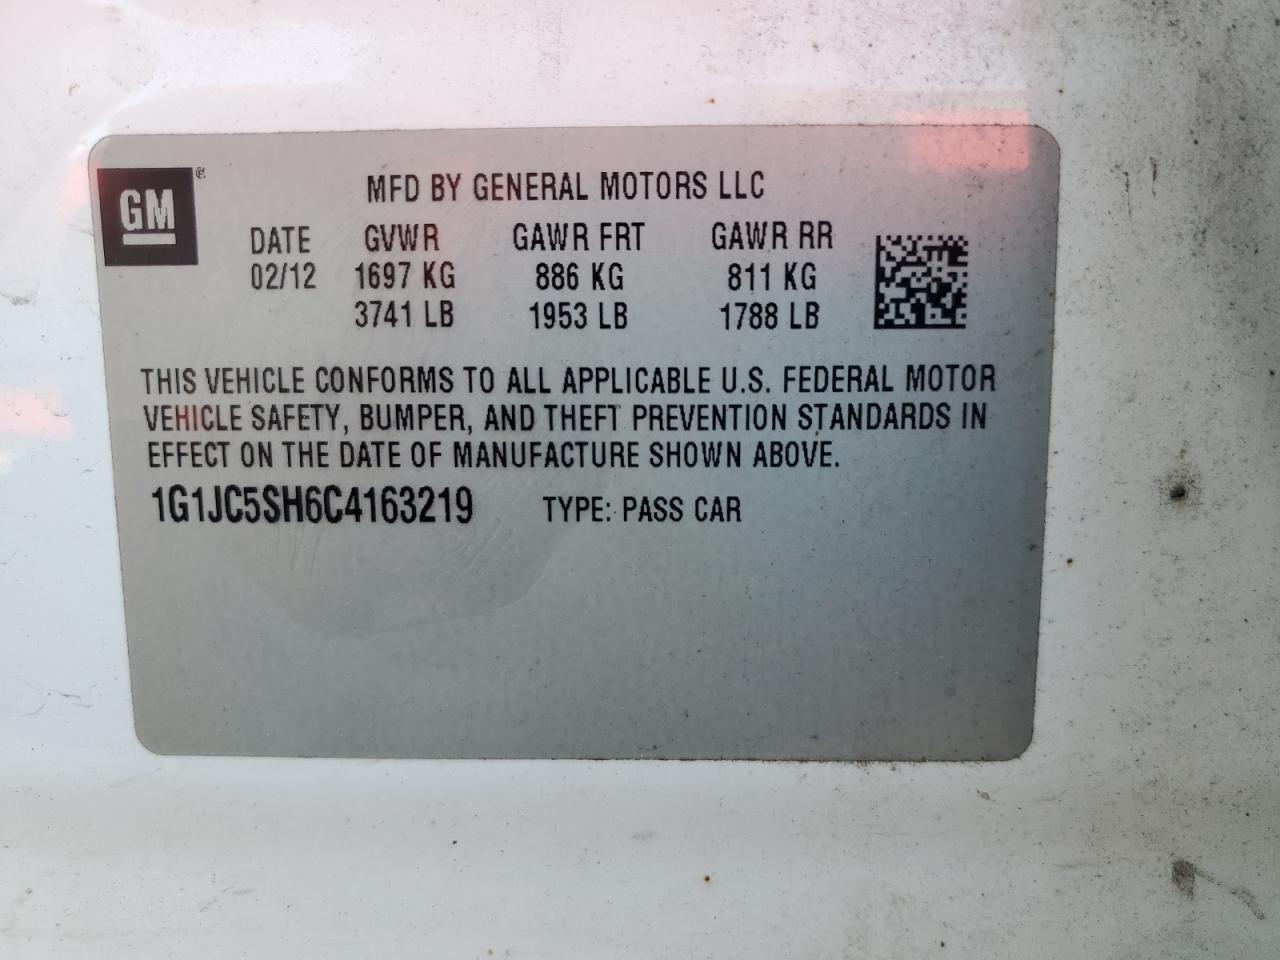 GM
MFD BY GENERAL MOTORS LLC
DATE GVWR GAWR FRT GAWR RR
02/12 1697 KG 886 KG 811 KG
3741 LB 1953 LB 1788 LB
THIS VEHICLE CONFORMS TO ALL APPLICABLE U.S. FEDERAL MOTOR
VEHICLE SAFETY, BUMPER, AND THEFT PREVENTION STANDARDS IN
EFFECT ON THE DATE OF MANUFACTURE SHOWN ABOVE.
1G1JC5SH6C4163219 TYPE: PASS CAR